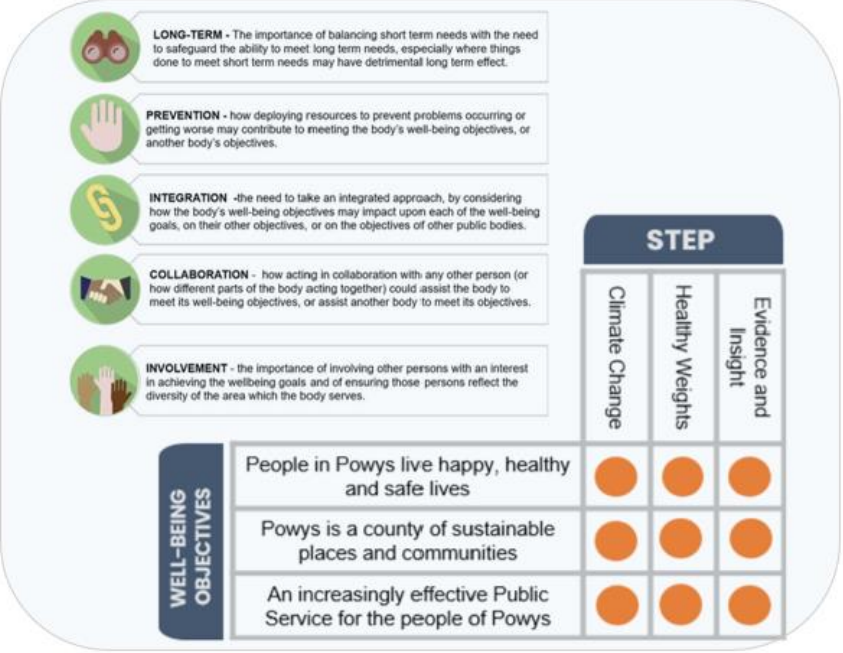 LONG-TERM - The importance of balancing short term needs with the need
to safeguard the ability to meet long term needs, especially where things
done to meet short term needs may have detrimental long term effect.
PREVENTION - how deploying resources to prevent problems occurring or
getting worse may contribute to meeting the body's well-being objectives, or
another body's objectives.
INTEGRATION -the need to take an integrated approach, by considering
how the body's well-being objectives may impact upon each of the well-being
goals, on their other objectives, or on the objectives of other public bodies.
COLLABORATION - how acting in collaboration with any other person (or
how different parts of the body acting together) could assist the body to
meet its well-being objectives, or assist another body to meet its objectives.
INVOLVEMENT - the importance of involving other persons with an interest
in achieving the wellbeing goals and of ensuring those persons reflect the
diversity of the area which the body serves.
STEP
Climate Change
Healthy Weights
Evidence and
Insight
WELL-BEING
OBJECTIVES
People in Powys live happy, healthy
and safe lives
Powys is a county of sustainable
places and communities
An increasingly effective Public
Service for the people of Powys